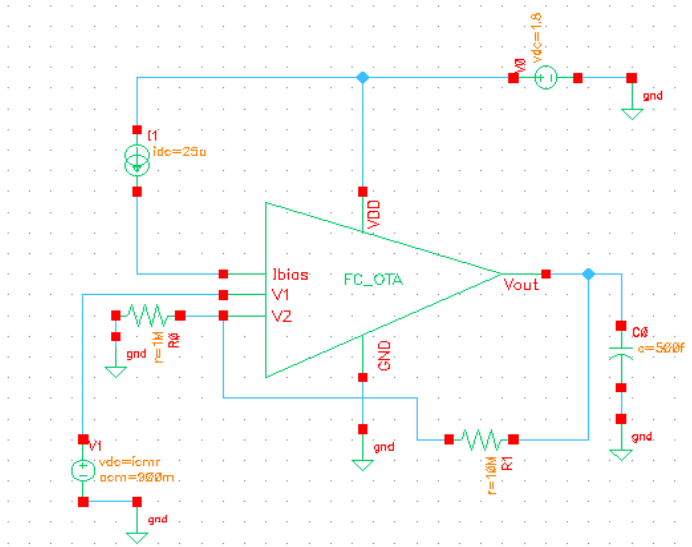 vdc=1.8
V0
gnd
I1
idc=25u
VDD
Ibias
FC_OTA
V1
Vout
V2
C0
c=500f
R0
r=1M
gnd
GND
gnd
gnd
V1
vdc=icmr
acm=900m
R1
r=10M
gnd